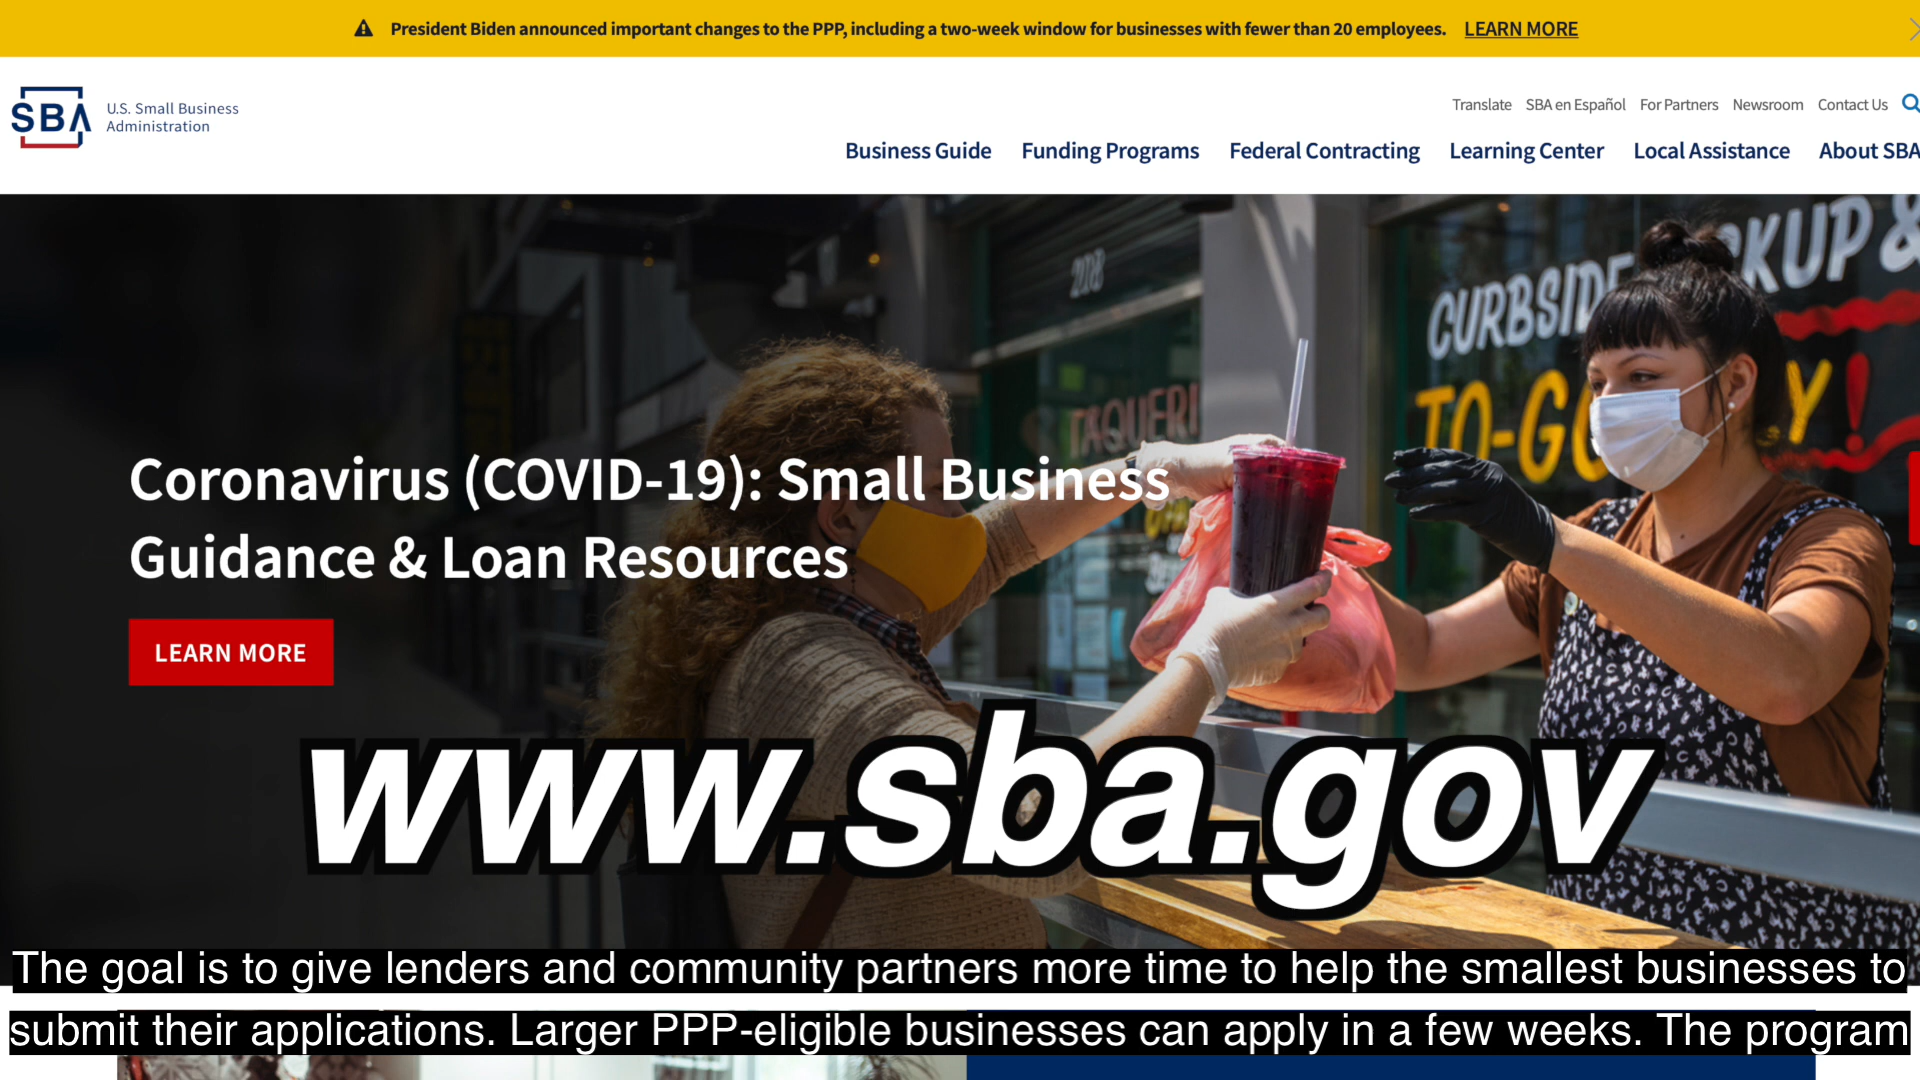 President Biden announced important changes to the PPP, including a two-week window for businesses with fewer than 20 employees. LEARN MORE
SBA
U.S. Small Business
Administration
Translate SBA en Español For Partners Newsroom Contact Us
Business Guide Funding Programs Federal Contracting Learning Center Local Assistance About SBA
208
CURBSIDE
KUP &
TAQUERI
TO-GO
Y!
Coronavirus (COVID-19): Small Business
Guidance & Loan Resources
LEARN MORE
www.sba.gov
The goal is to give lenders and community partners more time to help the smallest businesses to
submit their applications. Larger PPP-eligible businesses can apply in a few weeks. The program